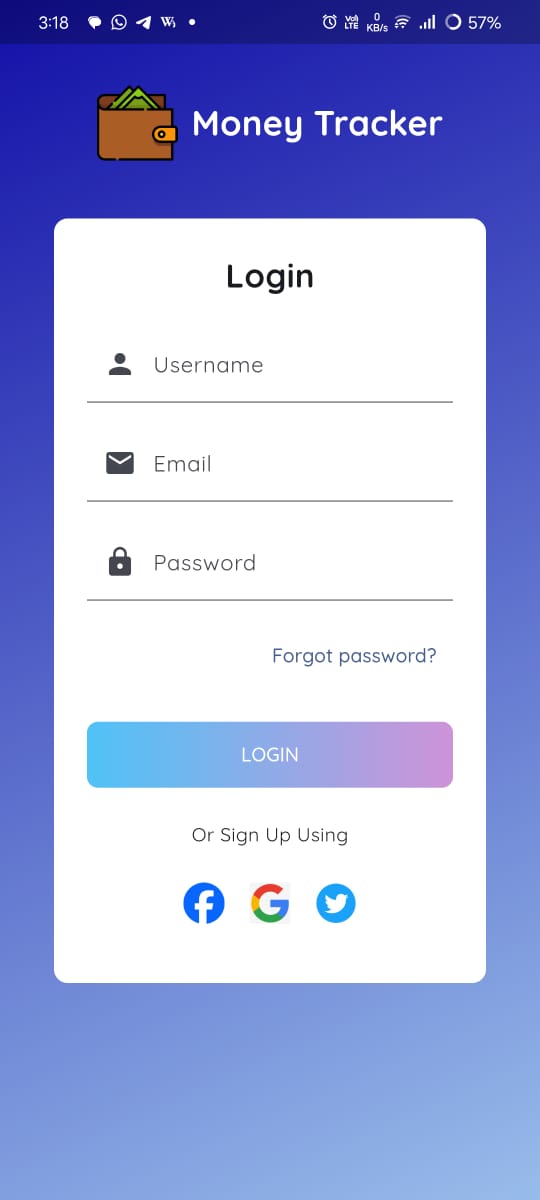 3:18 Vo) LTE 0 KB/s 57%
Money Tracker
Login
Username
Email
Password
Forgot password?
LOGIN
Or Sign Up Using